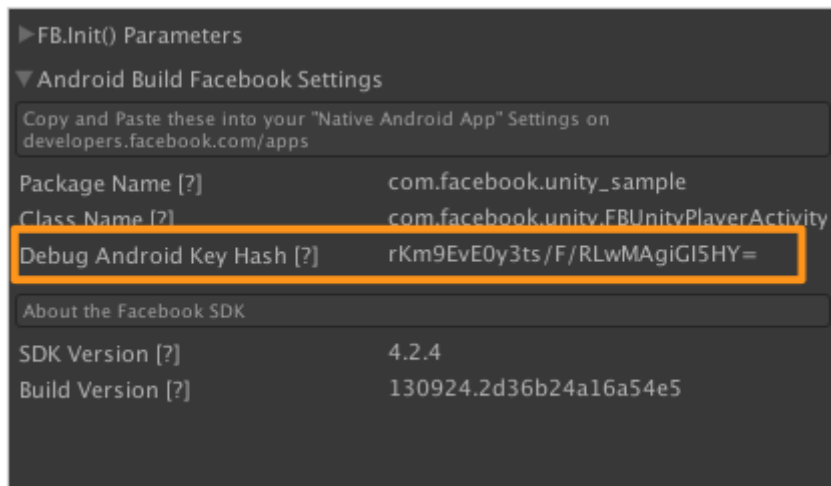 FB.Init() Parameters
Android Build Facebook Settings
Copy and Paste these into your "Native Android App" Settings on
developers.facebook.com/apps
Package Name [?] com.facebook.unity_sample
Class Name [?] com.facebook.unity.FBUnityPlayerActivity
Debug Android Key Hash [?] rKm9EvE0y3ts/F/RLwMAgiGI5HY=
About the Facebook SDK
SDK Version [?] 4.2.4
Build Version [?] 130924.2d36b24a16a54e5